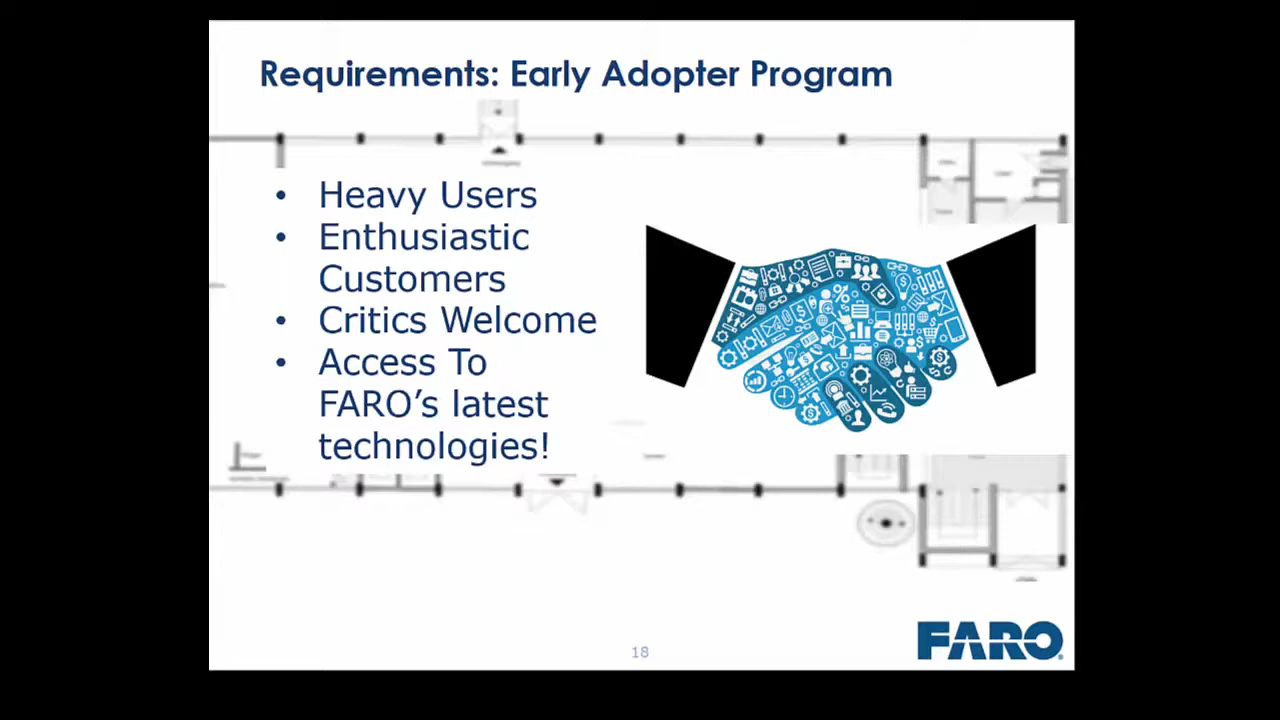 Requirements: Early Adopter Program
• Heavy Users
• Enthusiastic
Customers
• Critics Welcome
• Access To
FARO’s latest
technologies!
18
FARO®